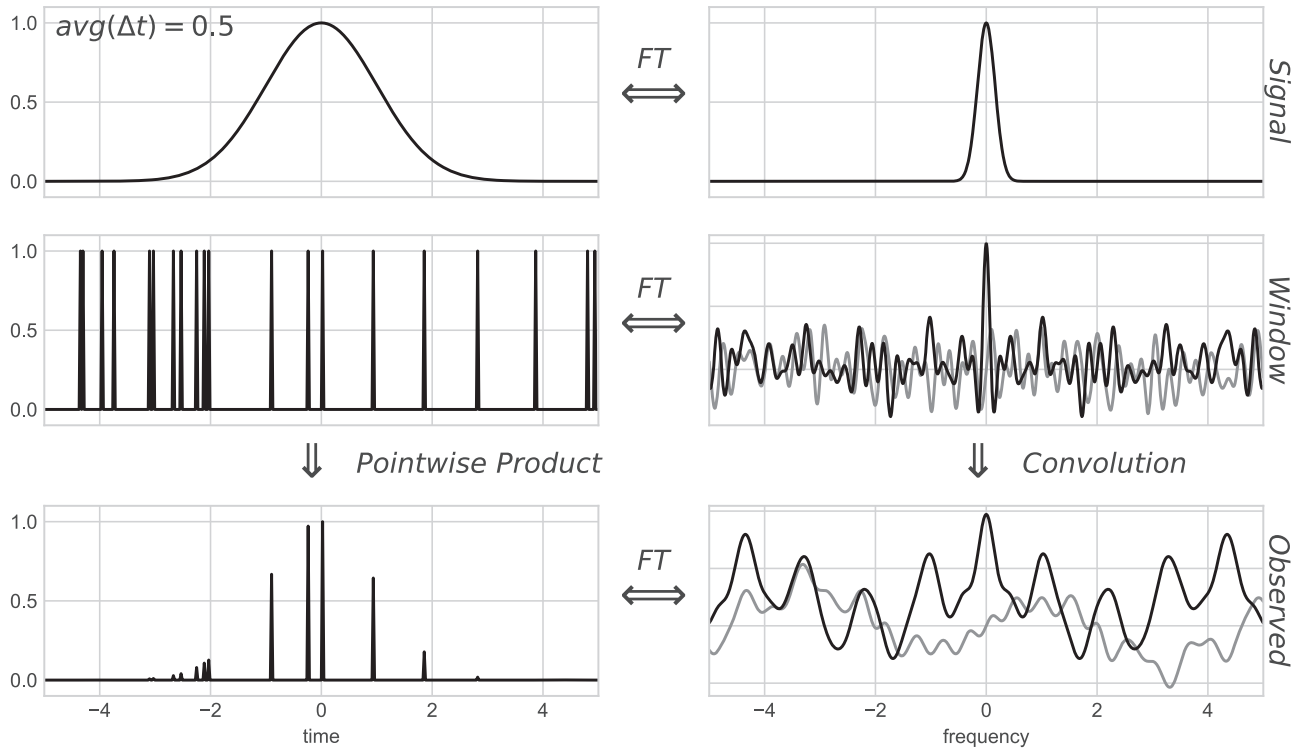 avg(Δt) = 0.5
1.0
0.5
0.0
FT
⇔
Signal
1.0
0.5
0.0
FT
⇔
Window
⇓ Pointwise Product
⇓ Convolution
1.0
0.5
0.0
−4 −2 0 2 4
time
FT
⇔
−4 −2 0 2 4
frequency
Observed